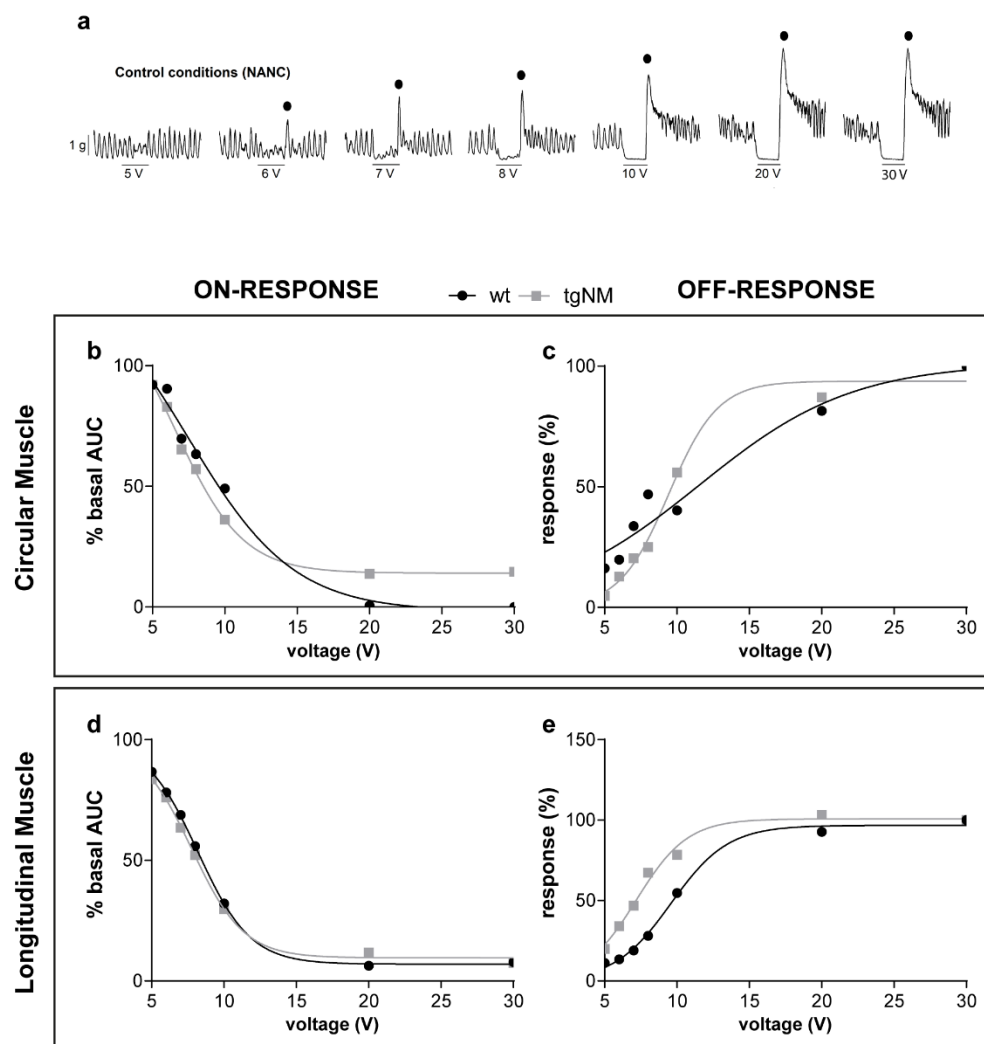 a
Control conditions (NANC)
1 g
5 V
6 V
7 V
8 V
10 V
20 V
30 V
ON-RESPONSE
wt
tgNM
OFF-RESPONSE
Circular Muscle
b
100
50
0
% basal AUC
5 10 15 20 25 30
voltage (V)
c
100
50
0
response (%)
5 10 15 20 25 30
voltage (V)
Longitudinal Muscle
d
100
50
0
% basal AUC
5 10 15 20 25 30
voltage (V)
e
150
100
50
0
response (%)
5 10 15 20 25 30
voltage (V)